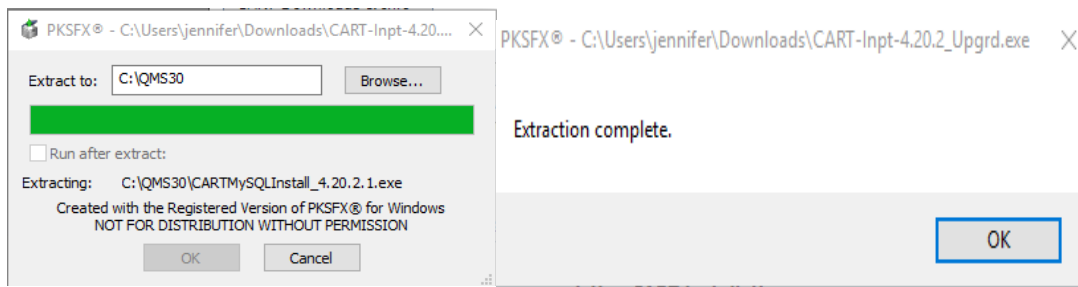 PKSFX® - C:\Users\jennifer\Downloads\CART-Inpt-4.20....
Extract to: C:\QMS30 Browse...
Run after extract:
Extracting: C:\QMS30\CARTMySQLInstall_4.20.2.1.exe
Created with the Registered Version of PKSFX® for Windows
NOT FOR DISTRIBUTION WITHOUT PERMISSION
OK Cancel
PKSFX® - C:\Users\jennifer\Downloads\CART-Inpt-4.20.2_Upgrd.exe
Extraction complete.
OK